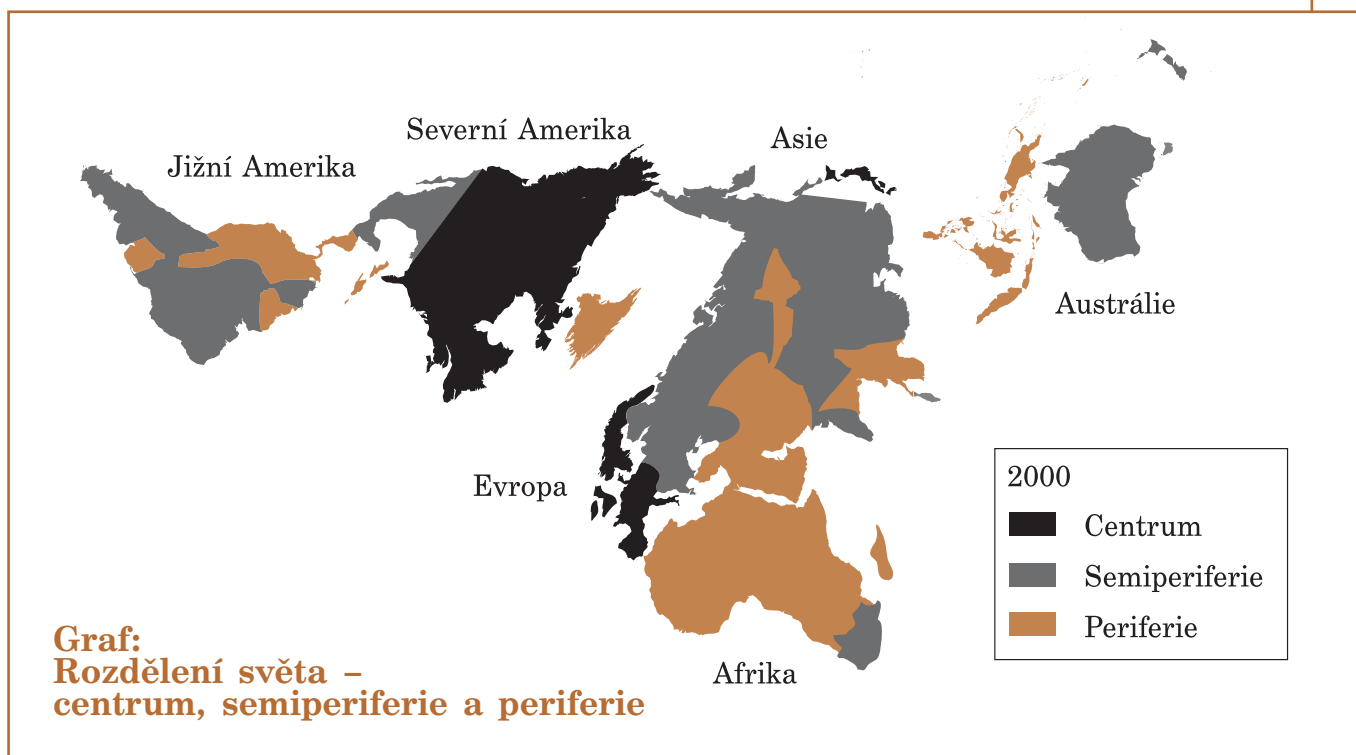 Severní Amerika
Asie
Jižní Amerika
Austrálie
Evropa
Afrika
2000
Centrum
Semiperiferie
Periferie
Graf:
Rozdělení světa –
centrum, semiperiferie a periferie